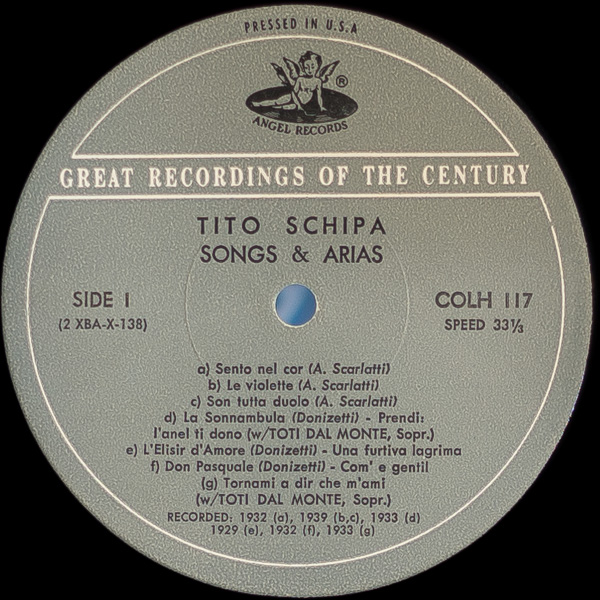 PRESSED IN U.S.A
®
ANGEL RECORDS
GREAT RECORDINGS OF THE CENTURY
TITO SCHIPA
SONGS & ARIAS
SIDE 1
(2 XBA-X-138)
COLH 117
SPEED 33⅓
a) Sento nel cor (A. Scarlatti)
b) Le violette (A. Scarlatti)
c) Son tutta duolo (A. Scarlatti)
d) La Sonnambula (Donizetti) - Prendi:
l'anel ti dono (w/TOTI DAL MONTE, Sopr.)
e) L'Elisir d'Amore (Donizetti) - Una furtiva lagrima
f) Don Pasquale (Donizetti) - Com' e gentil
(g) Tornami a dir che m'ami
(w/TOTI DAL MONTE, Sopr.)
RECORDED: 1932 (a), 1939 (b,c), 1933 (d)
1929 (e), 1932 (f), 1933 (g)